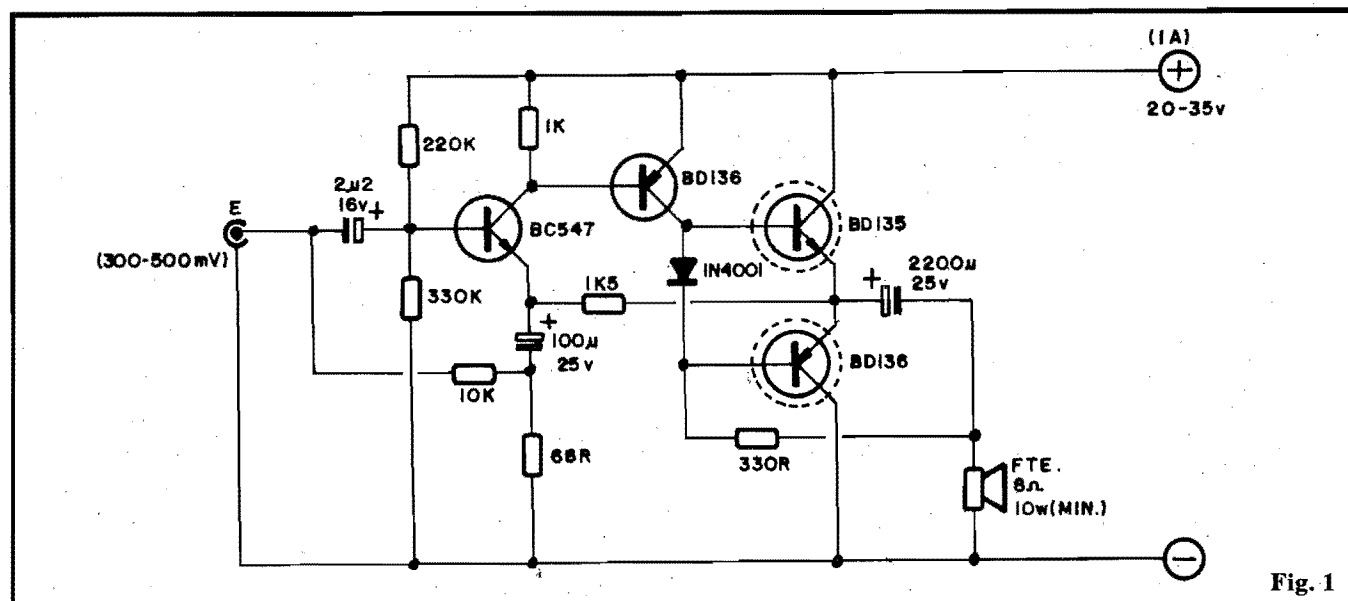 (1A)
20-35v
1K
220K
BD136
2µ2
16v
E
BC547
BD135
(300-500mV)
1N4001
2200µ
25v
1K5
330K
100µ
25v
BD136
10K
68R
330R
FTE.
8Ω
10w(MIN.)
Fig. 1